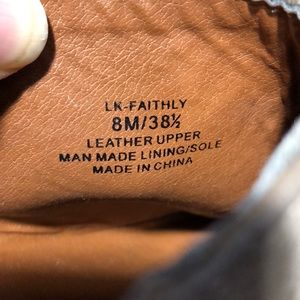 LK-FAITHLY
8M/38½
LEATHER UPPER
MAN MADE LINING/SOLE
MADE IN CHINA